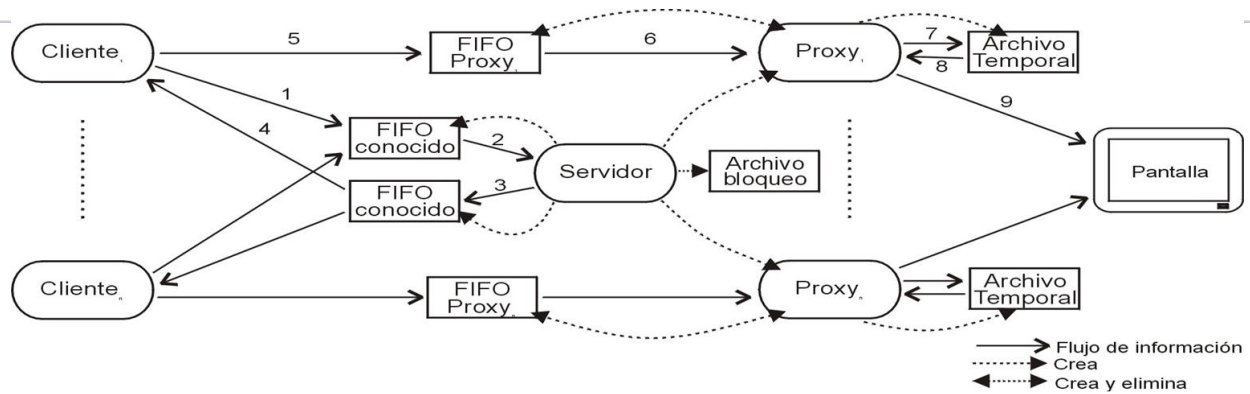 Cliente
5
FIFO
Proxy
6
Proxy
7
8
Archivo
Temporal
1
4
FIFO
conocido
2
3
FIFO
conocido
Servidor
Archivo
bloqueo
9
Pantalla
Cliente
FIFO
Proxy
Proxy
Archivo
Temporal
Flujo de información
Crea
Crea y elimina